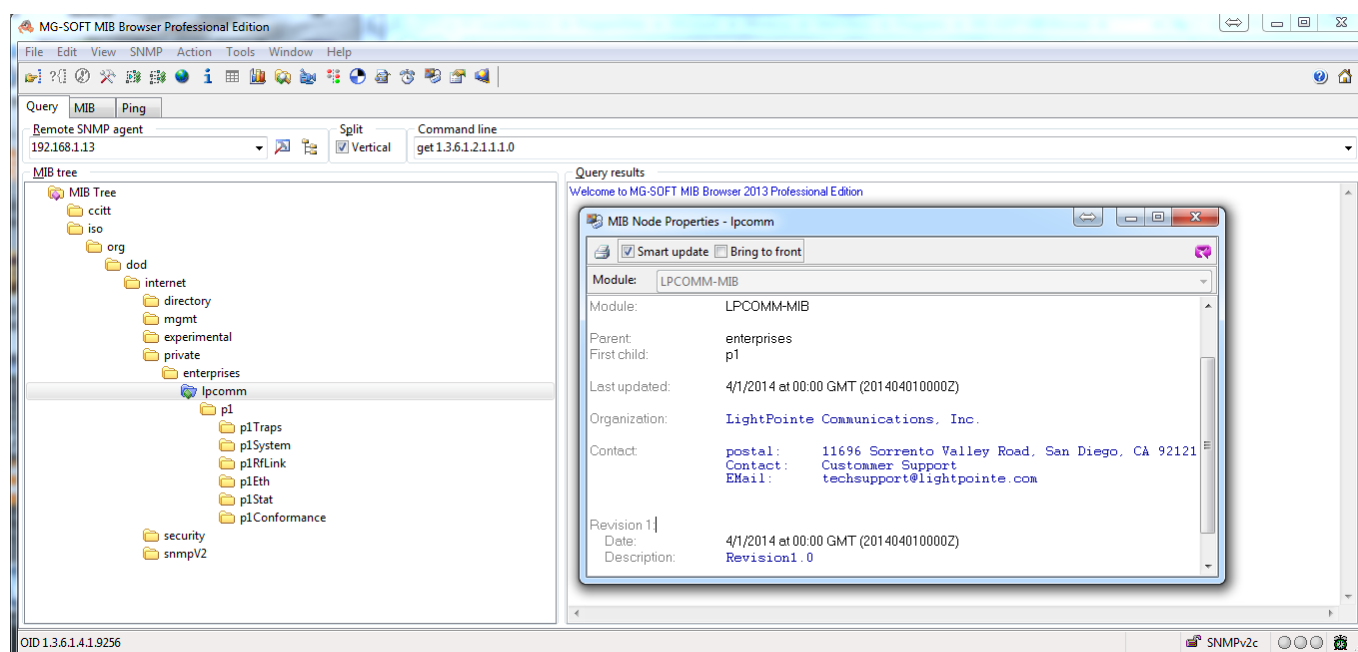 MG-SOFT MIB Browser Professional Edition
File Edit View SNMP Action Tools Window Help
Query MIB Ping
Remote SNMP agent Split Command line
192.168.1.13 Vertical get 1.3.6.1.2.1.1.1.0
MIB tree
MIB Tree
ccitt
iso
org
dod
internet
directory
mgmt
experimental
private
enterprises
lpcomm
p1
p1Traps
p1System
p1RfLink
p1Eth
p1Stat
p1Conformance
security
snmpV2
Query results
Welcome to MG-SOFT MIB Browser 2013 Professional Edition
MIB Node Properties - lpcomm
Smart update Bring to front
Module: LPCOMM-MIB
Module: LPCOMM-MIB
Parent: enterprises
First child: p1
Last updated: 4/1/2014 at 00:00 GMT (201404010000Z)
Organization: LightPointe Communications, Inc.
Contact: postal: 11696 Sorrento Valley Road, San Diego, CA 92121
Contact: Custommer Support
EMail: techsupport@lightpointe.com
Revision 1:
Date: 4/1/2014 at 00:00 GMT (201404010000Z)
Description: Revision1.0
OID 1.3.6.1.4.1.9256 SNMPv2c